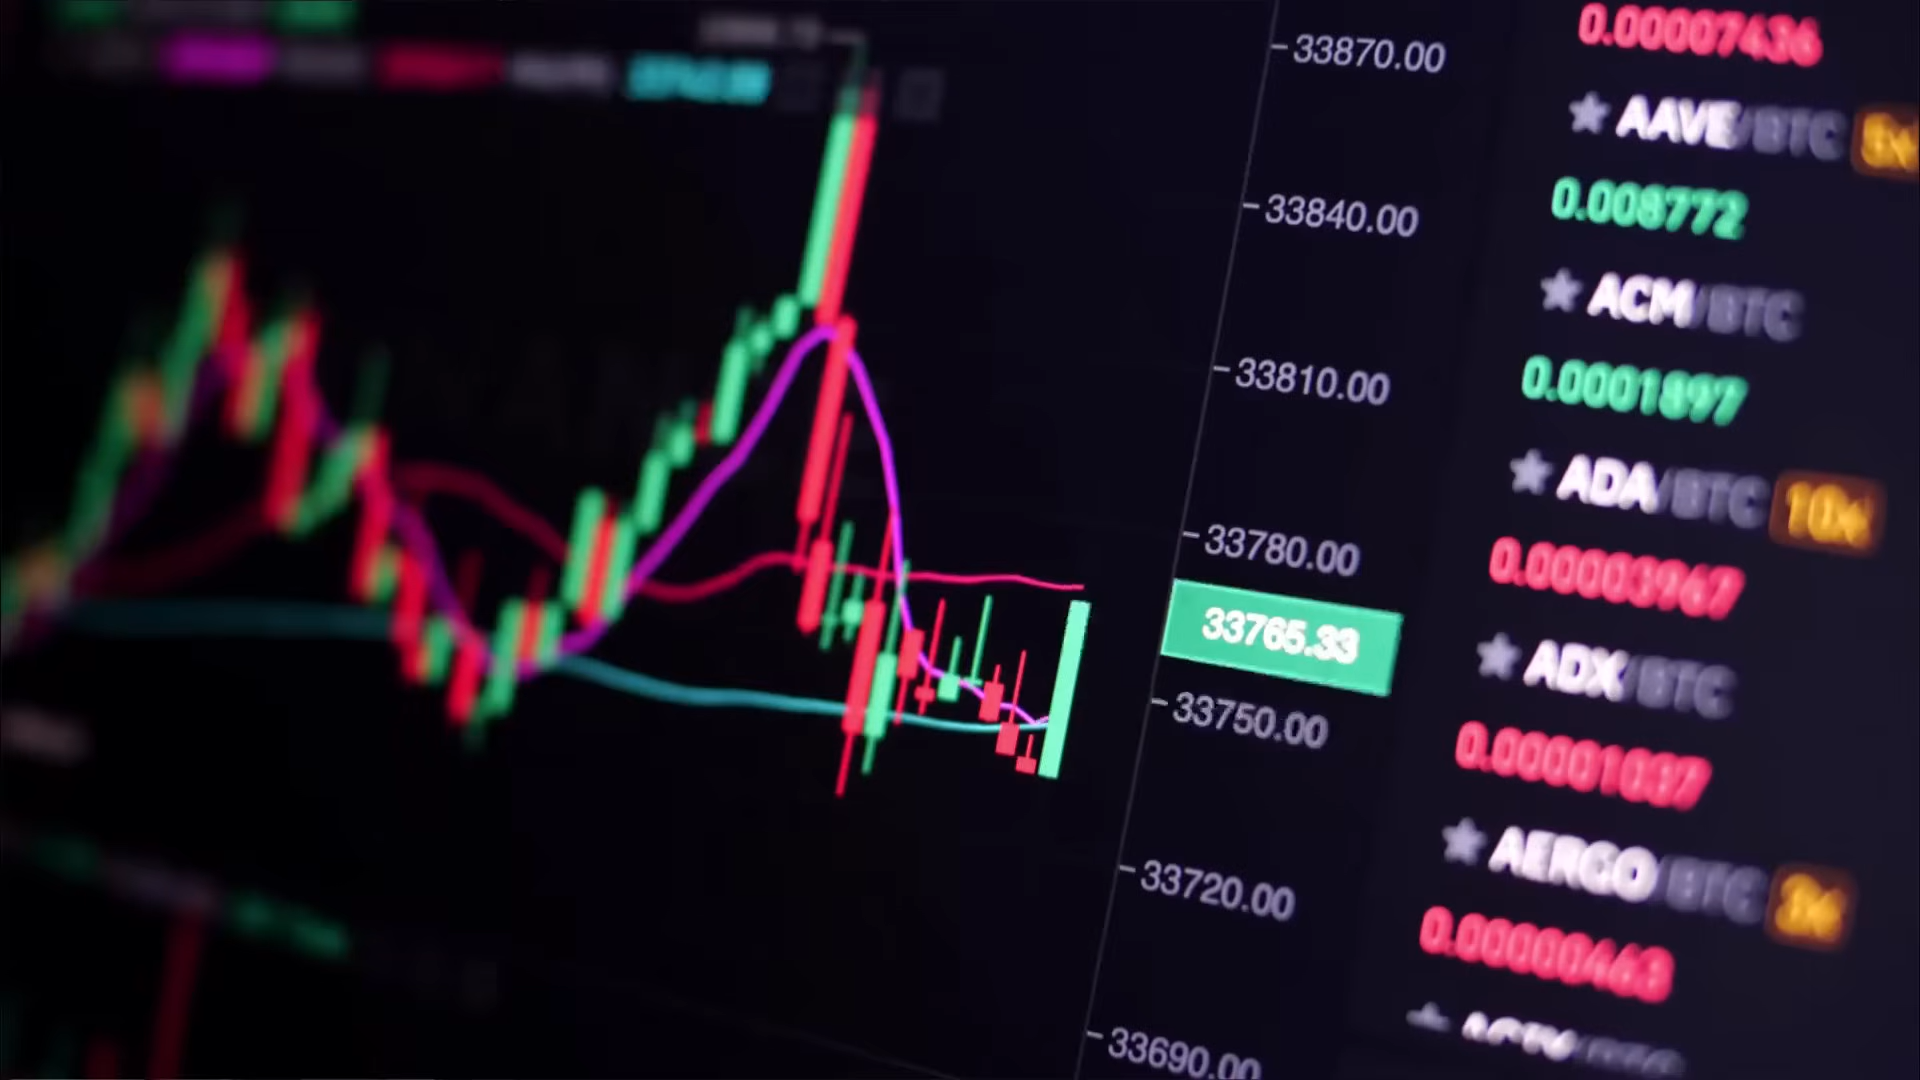 33870.00
33840.00
33810.00
33780.00
33765.33
33750.00
33720.00
33690.00
0.00007436
AAVE/BTC
0.008772
ACM/BTC
0.0001897
ADA/BTC 10x
0.00003967
ADX/BTC
0.00001037
AERGO/BTC 3x
0.00000463